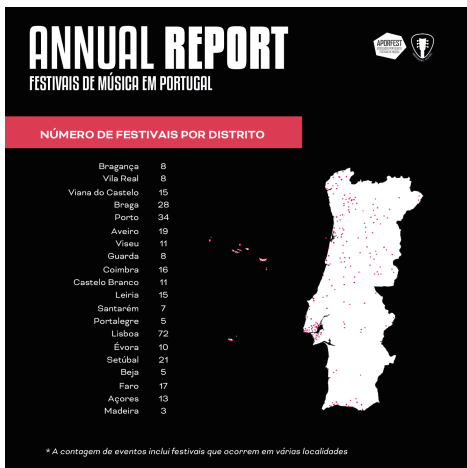 ANNUAL REPORT
FESTIVAIS DE MÚSICA EM PORTUGAL
APORFEST
NÚMERO DE FESTIVAIS POR DISTRITO
Bragança 8
Vila Real 8
Viana do Castelo 15
Braga 28
Porto 34
Aveiro 19
Viseu 11
Guarda 8
Coimbra 16
Castelo Branco 11
Leiria 15
Santarém 7
Portalegre 5
Lisboa 72
Évora 10
Setúbal 21
Beja 5
Faro 17
Açores 13
Madeira 3
* A contagem de eventos inclui festivais que ocorrem em várias localidades